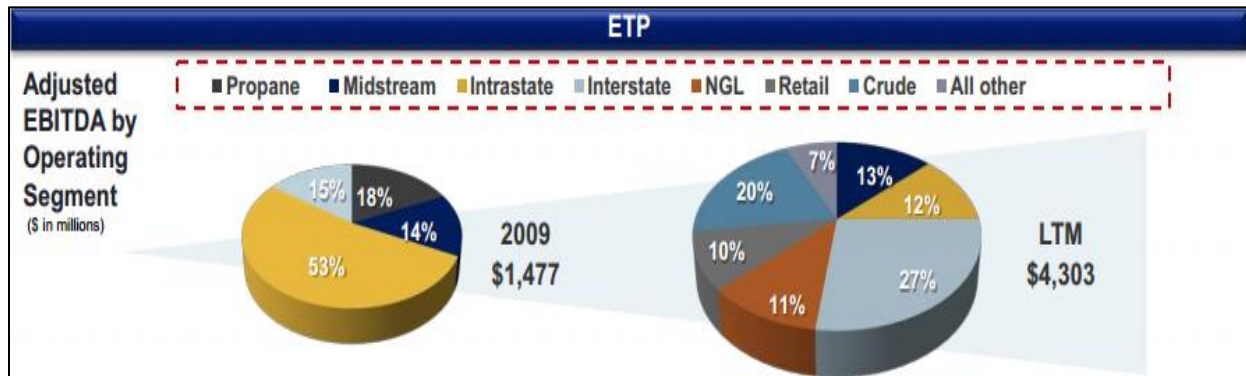 ETP
Adjusted
EBITDA by
Operating
Segment
($ in millions)
Propane Midstream Intrastate Interstate NGL Retail Crude All other
15% 18%
14%
53%
2009
$1,477
7% 13%
20% 12%
10% 27%
11%
LTM
$4,303